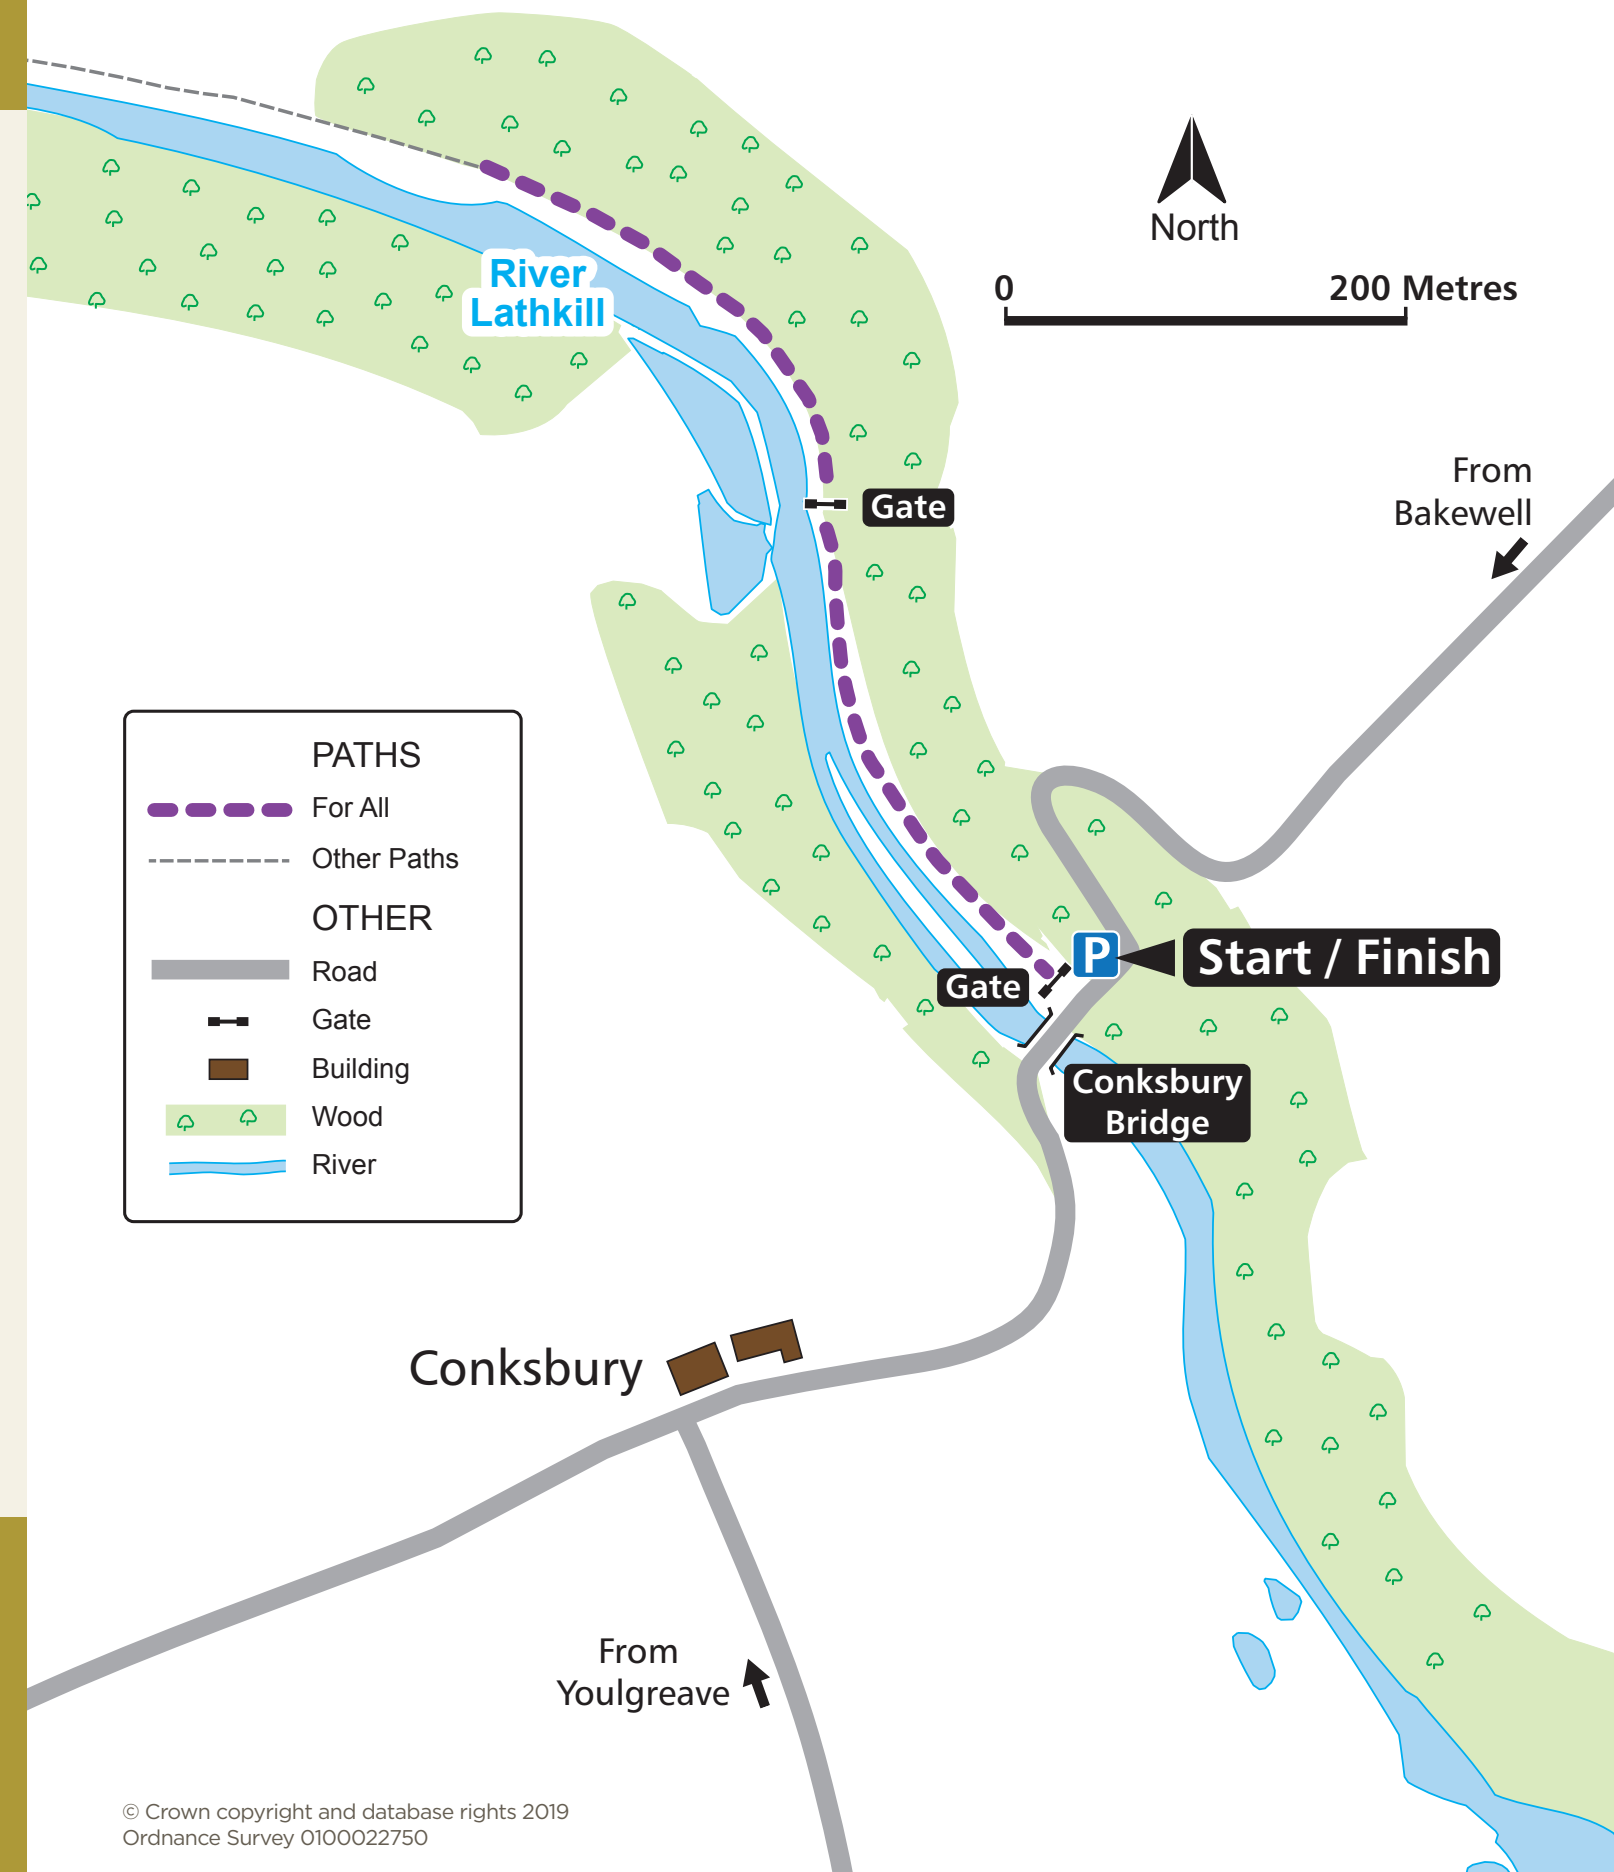 River
Lathkill
North
0 200 Metres
From
Bakewell
Gate
PATHS
For All
Other Paths
OTHER
Road
Gate
Building
Wood
River
P
Start / Finish
Gate
Conksbury
Bridge
Conksbury
From
Youlgreave
© Crown copyright and database rights 2019
Ordnance Survey 0100022750